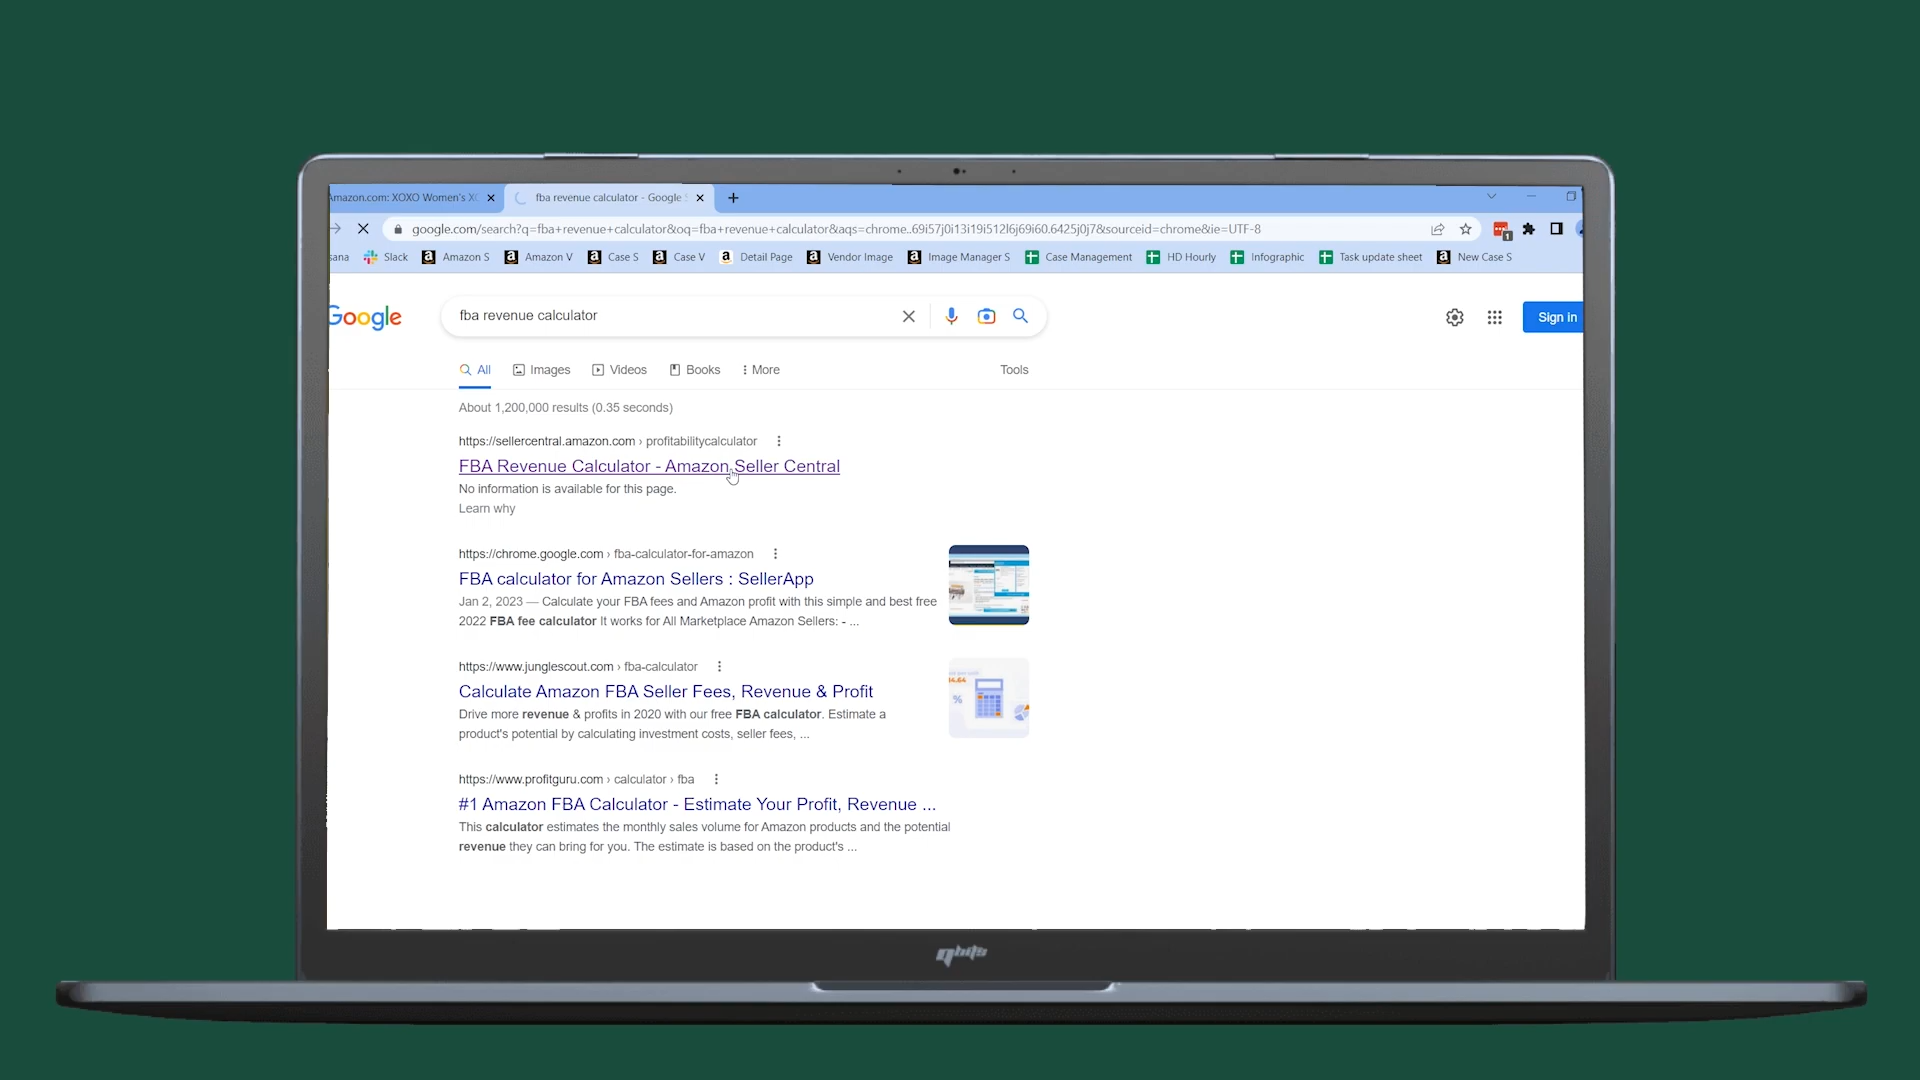 Amazon.com: XOXO Women's XO
fba revenue calculator - Google S
google.com/search?q=fba+revenue+calculator&oq=fba+revenue+calculator&aqs=chrome..69i57j0i13i19i512l6j69i60.6425j0j7&sourceid=chrome&ie=UTF-8
1
sana Slack Amazon S Amazon V Case S Case V Detail Page Vendor Image Image Manager S Case Management HD Hourly Infographic Task update sheet New Case S
Google
fba revenue calculator
Sign in
All Images Videos Books More Tools
About 1,200,000 results (0.35 seconds)
https://sellercentral.amazon.com › profitabilitycalculator
FBA Revenue Calculator - Amazon Seller Central
No information is available for this page.
Learn why
https://chrome.google.com › fba-calculator-for-amazon
FBA calculator for Amazon Sellers : SellerApp
Jan 2, 2023 — Calculate your FBA fees and Amazon profit with this simple and best free
2022 FBA fee calculator It works for All Marketplace Amazon Sellers: - ...
https://www.junglescout.com › fba-calculator
Calculate Amazon FBA Seller Fees, Revenue & Profit
Drive more revenue & profits in 2020 with our free FBA calculator. Estimate a
product's potential by calculating investment costs, seller fees, ...
https://www.profitguru.com › calculator › fba
#1 Amazon FBA Calculator - Estimate Your Profit, Revenue ...
This calculator estimates the monthly sales volume for Amazon products and the potential
revenue they can bring for you. The estimate is based on the product's ...
qbits